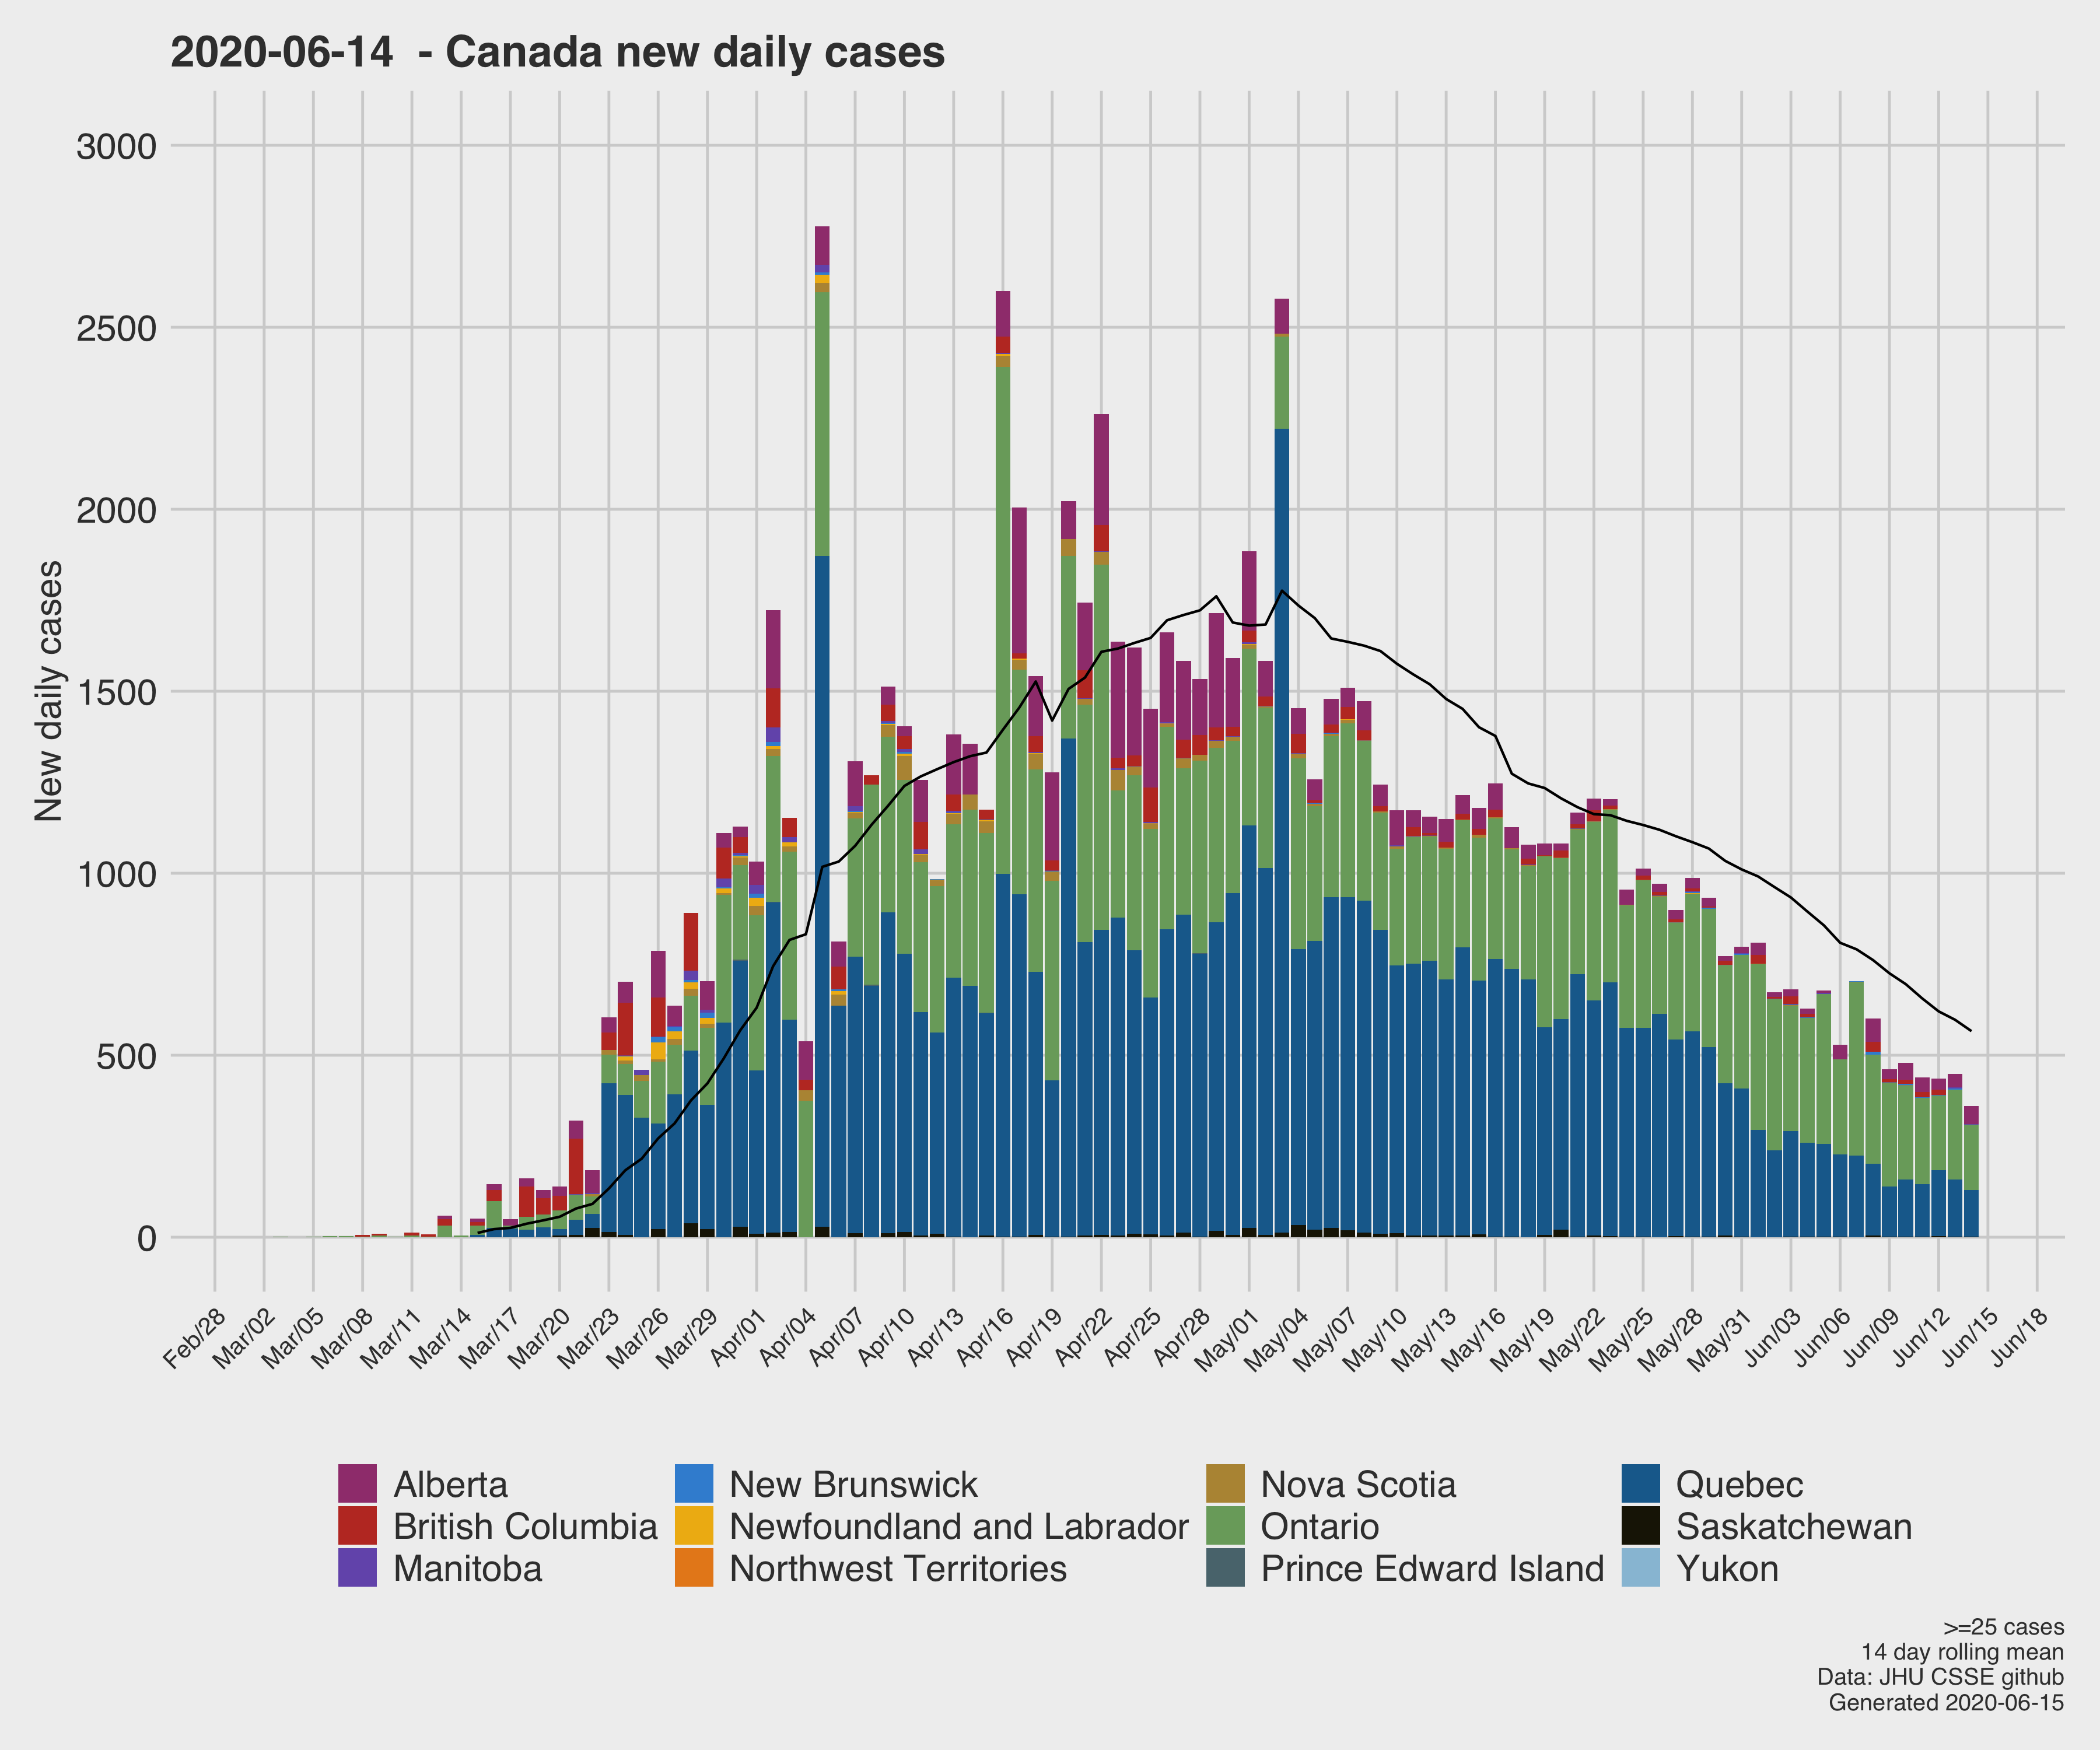 2020-06-14  - Canada new daily cases
New daily cases
3000
2500
2000
1500
1000
500
0
Feb/28
Mar/02
Mar/05
Mar/08
Mar/11
Mar/14
Mar/17
Mar/20
Mar/23
Mar/26
Mar/29
Apr/01
Apr/04
Apr/07
Apr/10
Apr/13
Apr/16
Apr/19
Apr/22
Apr/25
Apr/28
May/01
May/04
May/07
May/10
May/13
May/16
May/19
May/22
May/25
May/28
May/31
Jun/03
Jun/06
Jun/09
Jun/12
Jun/15
Jun/18
Alberta
British Columbia
Manitoba
New Brunswick
Newfoundland and Labrador
Northwest Territories
Nova Scotia
Ontario
Prince Edward Island
Quebec
Saskatchewan
Yukon
>=25 cases
14 day rolling mean
Data: JHU CSSE github
Generated 2020-06-15